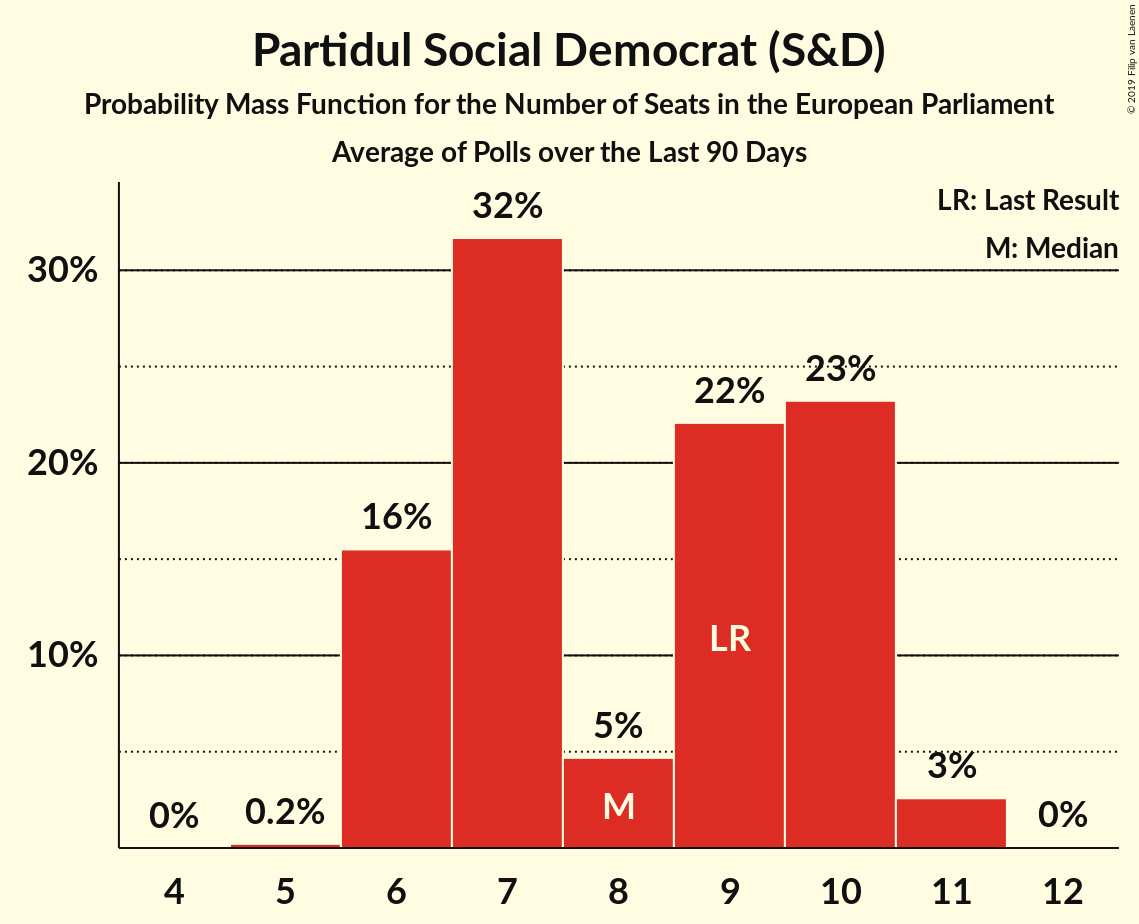 Partidul Social Democrat (S&D)
Probability Mass Function for the Number of Seats in the European Parliament
Average of Polls over the Last 90 Days
© 2019 Filip van Laenen
LR: Last Result
M: Median
30%
20%
10%
0%
0.2%
16%
32%
5%
22%
23%
3%
0%
M
LR
4 5 6 7 8 9 10 11 12